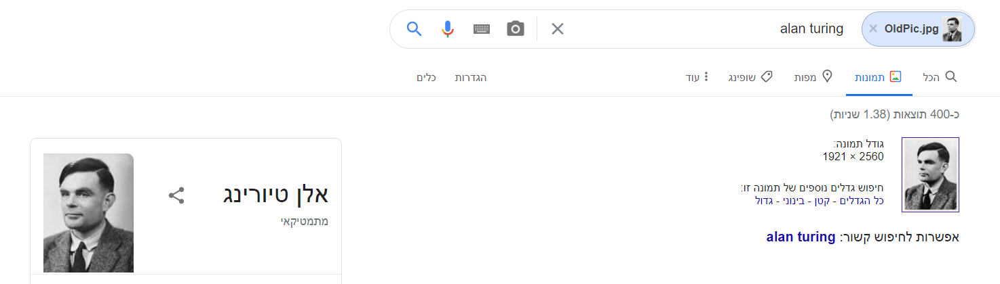 OldPic.jpg alan turing
הכל תמונות מפות שופינג עוד הגדרות כלים
כ-400 תוצאות (1.38 שניות)
גודל תמונה:
1921 × 2560
חיפוש גדלים נוספים של תמונה זו:
כל הגדלים - קטן - בינוני - גדול
אפשרות לחיפוש קשור: alan turing
אלן טיורינג
מתמטיקאי